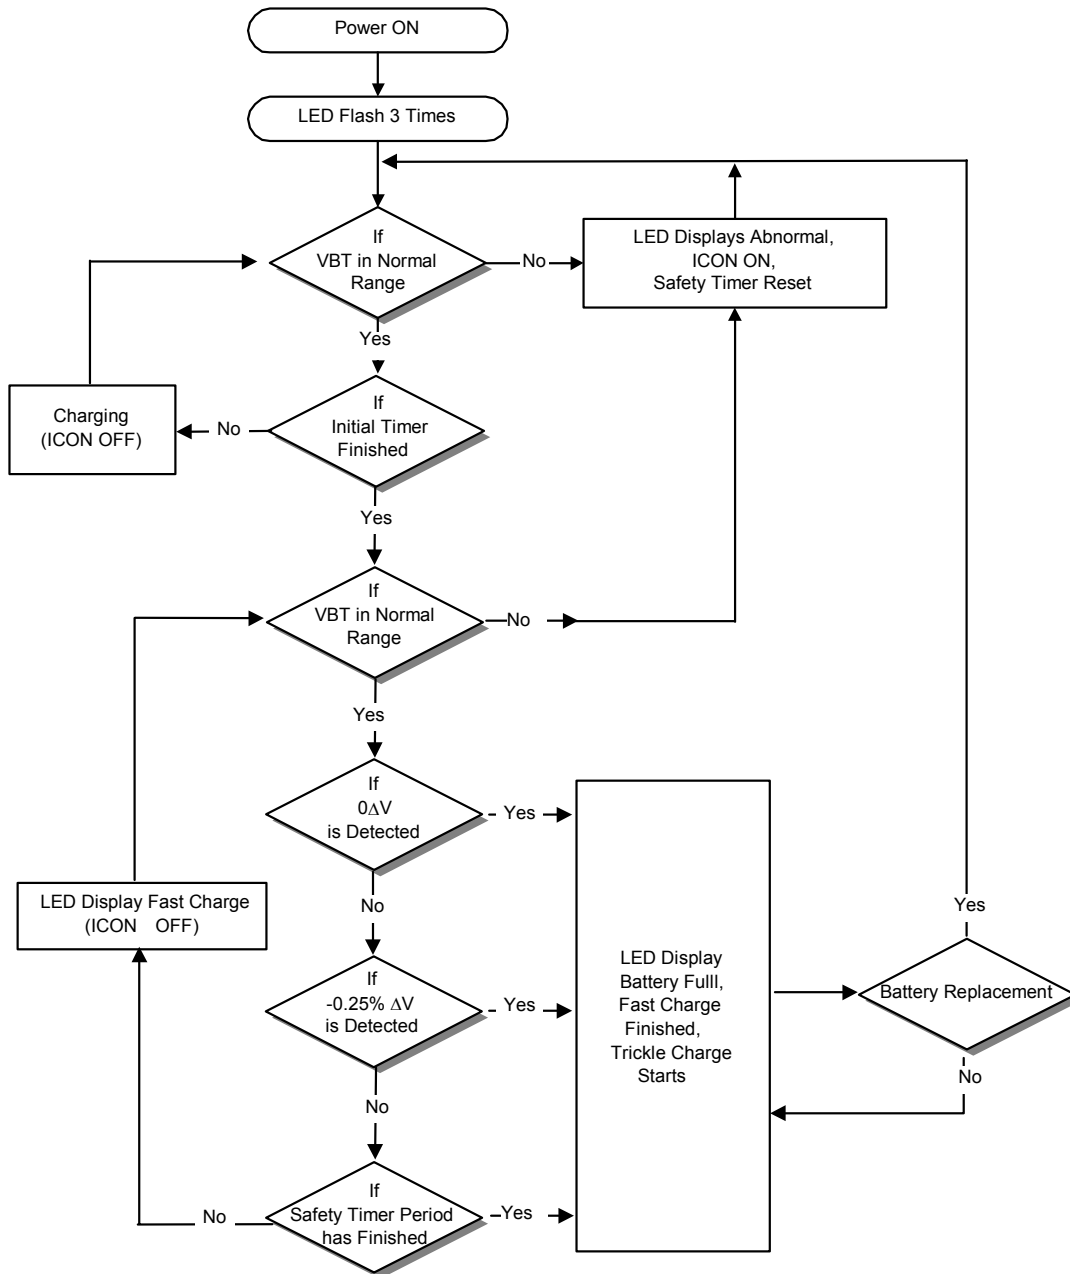 Power ON
LED Flash 3 Times
If
VBT in Normal
Range
No
LED Displays Abnormal,
ICON ON,
Safety Timer Reset
Yes
Charging
(ICON OFF)
No
If
Initial Timer
Finished
Yes
If
VBT in Normal
Range
No
Yes
If
0ΔV
is Detected
Yes
LED Display Fast Charge
(ICON OFF)
No
If
-0.25% ΔV
is Detected
Yes
LED Display
Battery Fulll,
Fast Charge
Finished,
Trickle Charge
Starts
Yes
Battery Replacement
No
No
If
Safety Timer Period
has Finished
Yes
No